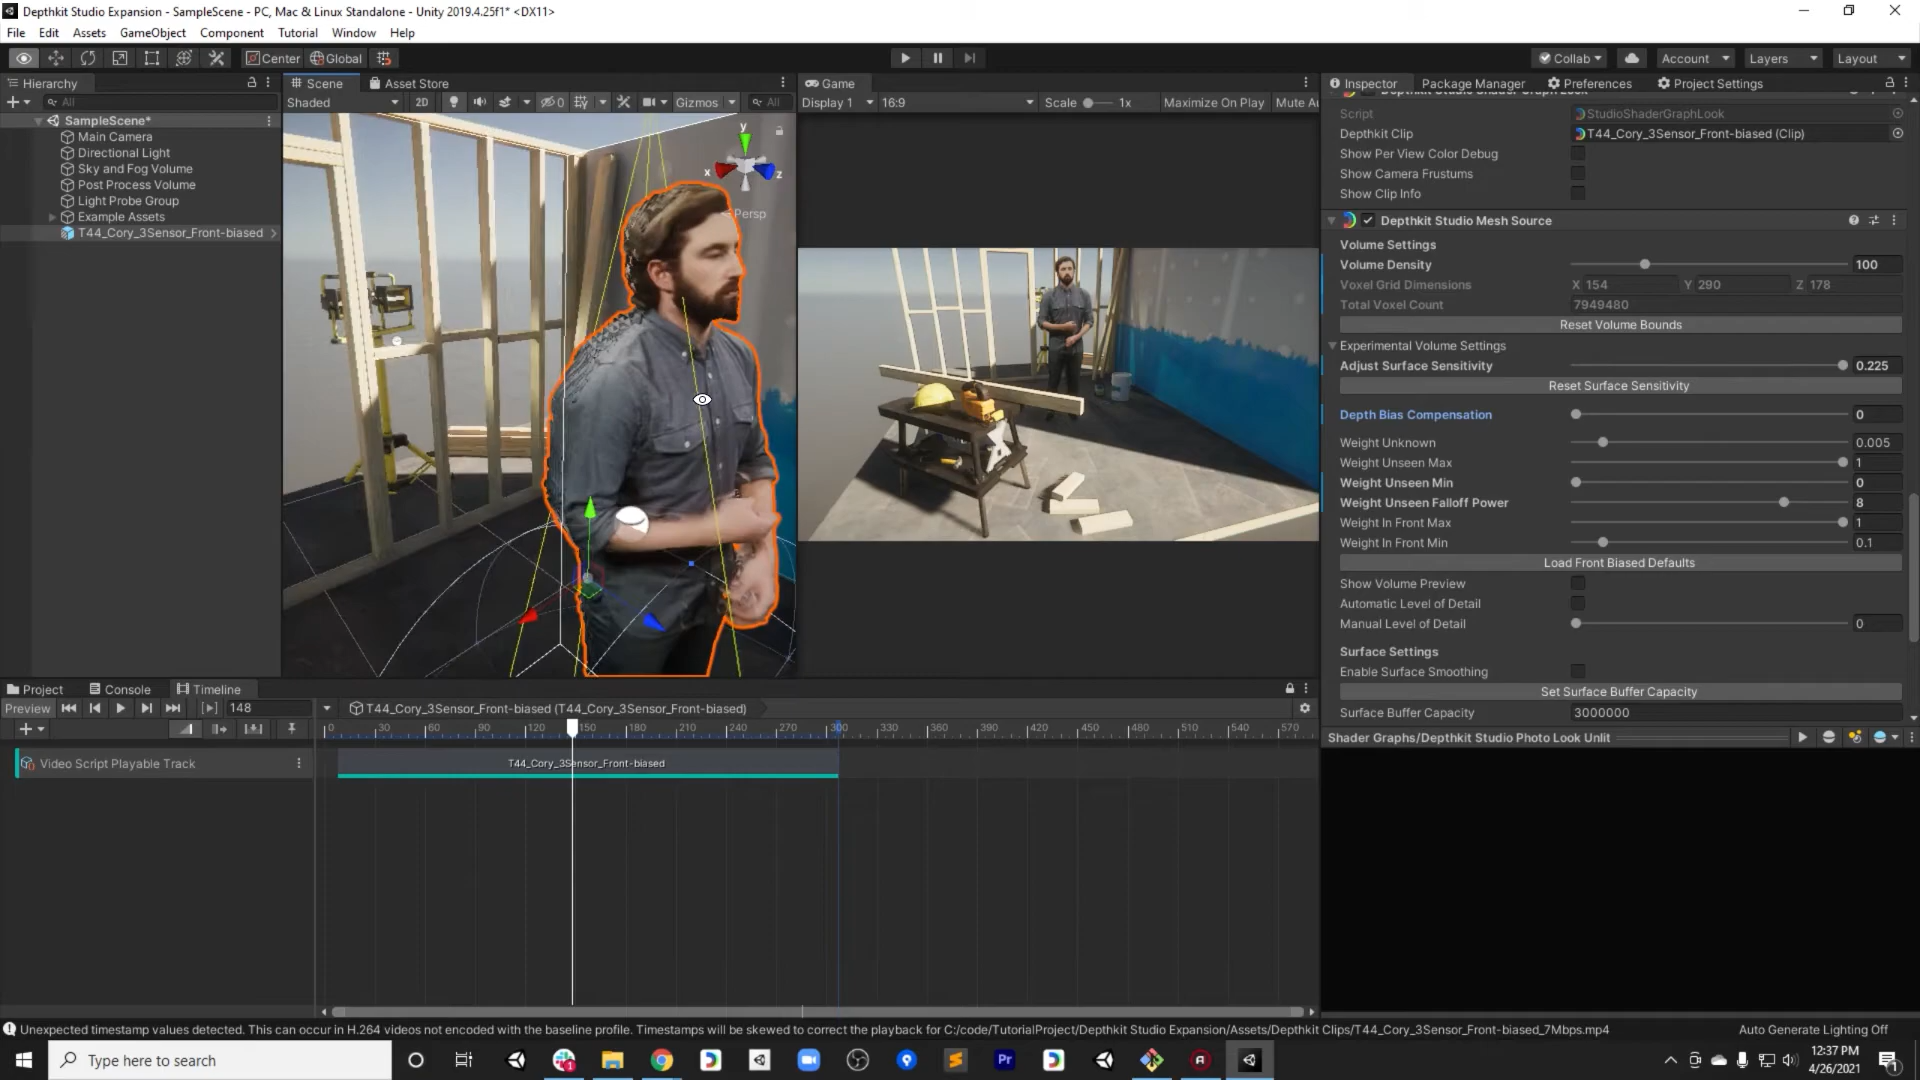 Depthkit Studio Expansion - SampleScene - PC, Mac & Linux Standalone - Unity 2019.4.25f1* <DX11>
File Edit Assets GameObject Component Tutorial Window Help
Center Global Collab Account Layers Layout
Hierarchy
All
SampleScene*
Main Camera
Directional Light
Sky and Fog Volume
Post Process Volume
Light Probe Group
Example Assets
T44_Cory_3Sensor_Front-biased
Scene Asset Store
Shaded 2D 0 Gizmos All
y
x z
Persp
Game
Display 1 16:9 Scale 1x Maximize On Play Mute Au
Inspector Package Manager Preferences Project Settings
Script StudioShaderGraphLook
Depthkit Clip T44_Cory_3Sensor_Front-biased (Clip)
Show Per View Color Debug
Show Camera Frustums
Show Clip Info
Depthkit Studio Mesh Source
Volume Settings
Volume Density 100
Voxel Grid Dimensions X 154 Y 290 Z 178
Total Voxel Count 7949480
Reset Volume Bounds
Experimental Volume Settings
Adjust Surface Sensitivity 0.225
Reset Surface Sensitivity
Depth Bias Compensation 0
Weight Unknown 0.005
Weight Unseen Max 1
Weight Unseen Min 0
Weight Unseen Falloff Power 8
Weight In Front Max 1
Weight In Front Min 0.1
Load Front Biased Defaults
Show Volume Preview
Automatic Level of Detail
Manual Level of Detail 0
Surface Settings
Enable Surface Smoothing
Set Surface Buffer Capacity
Surface Buffer Capacity 3000000
Shader Graphs/Depthkit Studio Photo Look Unlit
Project Console Timeline
Preview 148 T44_Cory_3Sensor_Front-biased (T44_Cory_3Sensor_Front-biased)
0 30 60 90 120 150 180 210 240 270 300 330 360 390 420 450 480 510 540 570
Video Script Playable Track T44_Cory_3Sensor_Front-biased
Unexpected timestamp values detected. This can occur in H.264 videos not encoded with the baseline profile. Timestamps will be skewed to correct the playback for C:/code/TutorialProject/Depthkit Studio Expansion/Assets/Depthkit Clips/T44_Cory_3Sensor_Front-biased_7Mbps.mp4 Auto Generate Lighting Off
Type here to search
Pr
12:37 PM
4/26/2021